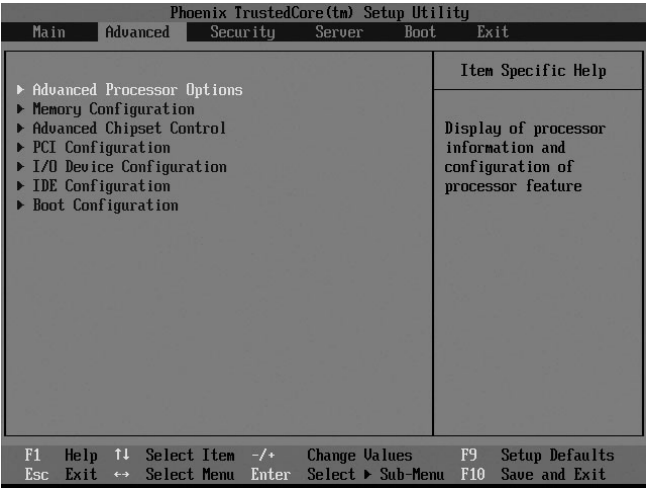 Phoenix TrustedCore(tm) Setup Utility
Main Advanced Security Server Boot Exit
Item Specific Help
▶ Advanced Processor Options
▶ Memory Configuration
▶ Advanced Chipset Control
▶ PCI Configuration
▶ I/O Device Configuration
▶ IDE Configuration
▶ Boot Configuration
Display of processor
information and
configuration of
processor feature
F1 Help ↑↓ Select Item -/+ Change Values F9 Setup Defaults
Esc Exit ↔ Select Menu Enter Select ▶ Sub-Menu F10 Save and Exit